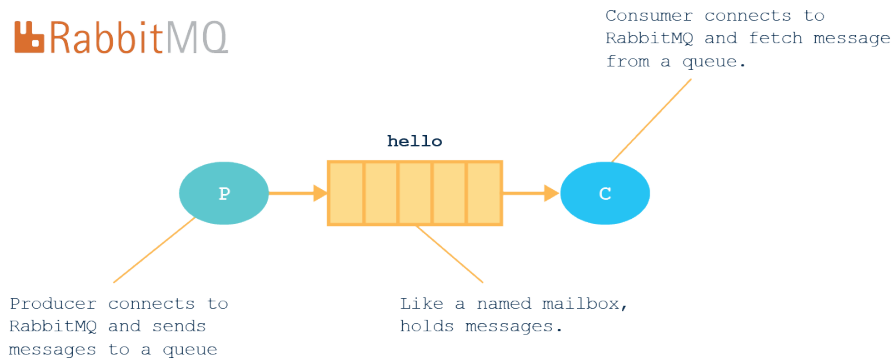 RabbitMQ
Consumer connects to
RabbitMQ and fetch message
from a queue.
hello
P
C
Producer connects to
RabbitMQ and sends
messages to a queue
Like a named mailbox,
holds messages.